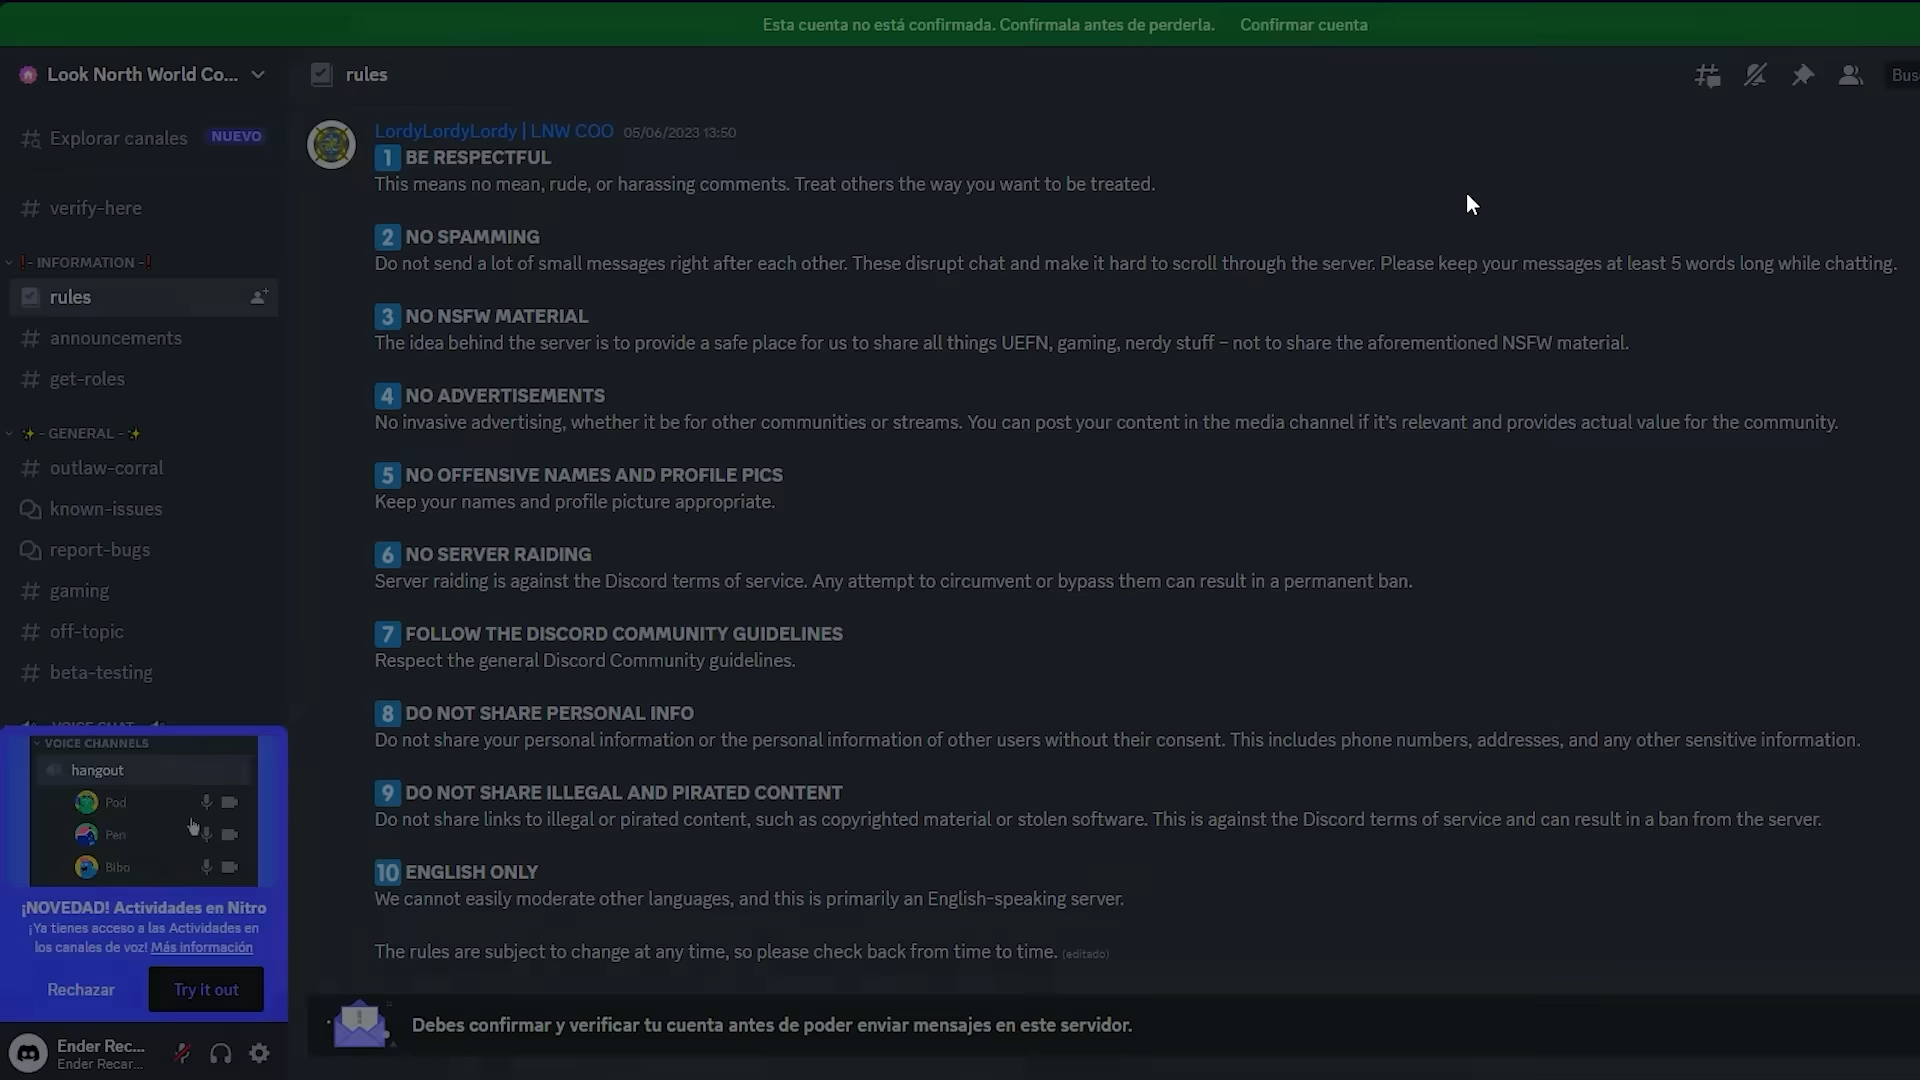 Esta cuenta no está confirmada. Confírmala antes de perderla. Confirmar cuenta
Look North World Co...
rules
Explorar canales NUEVO
verify-here
- INFORMATION -
rules
announcements
get-roles
- GENERAL -
outlaw-corral
known-issues
report-bugs
gaming
off-topic
beta-testing
VOICE CHAT
VOICE CHANNELS
hangout
Pod
Pen
Bibo
¡NOVEDAD! Actividades en Nitro
¡Ya tienes acceso a las Actividades en
los canales de voz! Más información
Rechazar Try it out
Ender Rec...
Ender Recar...
LordyLordyLordy | LNW COO 05/06/2023 13:50
1 BE RESPECTFUL
This means no mean, rude, or harassing comments. Treat others the way you want to be treated.
2 NO SPAMMING
Do not send a lot of small messages right after each other. These disrupt chat and make it hard to scroll through the server. Please keep your messages at least 5 words long while chatting.
3 NO NSFW MATERIAL
The idea behind the server is to provide a safe place for us to share all things UEFN, gaming, nerdy stuff – not to share the aforementioned NSFW material.
4 NO ADVERTISEMENTS
No invasive advertising, whether it be for other communities or streams. You can post your content in the media channel if it's relevant and provides actual value for the community.
5 NO OFFENSIVE NAMES AND PROFILE PICS
Keep your names and profile picture appropriate.
6 NO SERVER RAIDING
Server raiding is against the Discord terms of service. Any attempt to circumvent or bypass them can result in a permanent ban.
7 FOLLOW THE DISCORD COMMUNITY GUIDELINES
Respect the general Discord Community guidelines.
8 DO NOT SHARE PERSONAL INFO
Do not share your personal information or the personal information of other users without their consent. This includes phone numbers, addresses, and any other sensitive information.
9 DO NOT SHARE ILLEGAL AND PIRATED CONTENT
Do not share links to illegal or pirated content, such as copyrighted material or stolen software. This is against the Discord terms of service and can result in a ban from the server.
10 ENGLISH ONLY
We cannot easily moderate other languages, and this is primarily an English-speaking server.
The rules are subject to change at any time, so please check back from time to time. (editado)
Debes confirmar y verificar tu cuenta antes de poder enviar mensajes en este servidor.